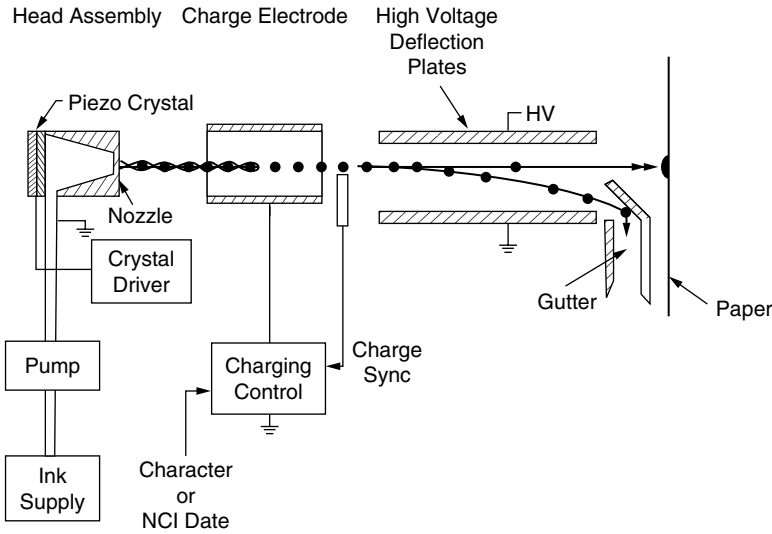 Head Assembly
Charge Electrode
High Voltage
Deflection
Plates
Piezo Crystal
HV
Nozzle
Crystal
Driver
Gutter
Paper
Pump
Charging
Control
Charge
Sync
Ink
Supply
Character
or
NCI Date